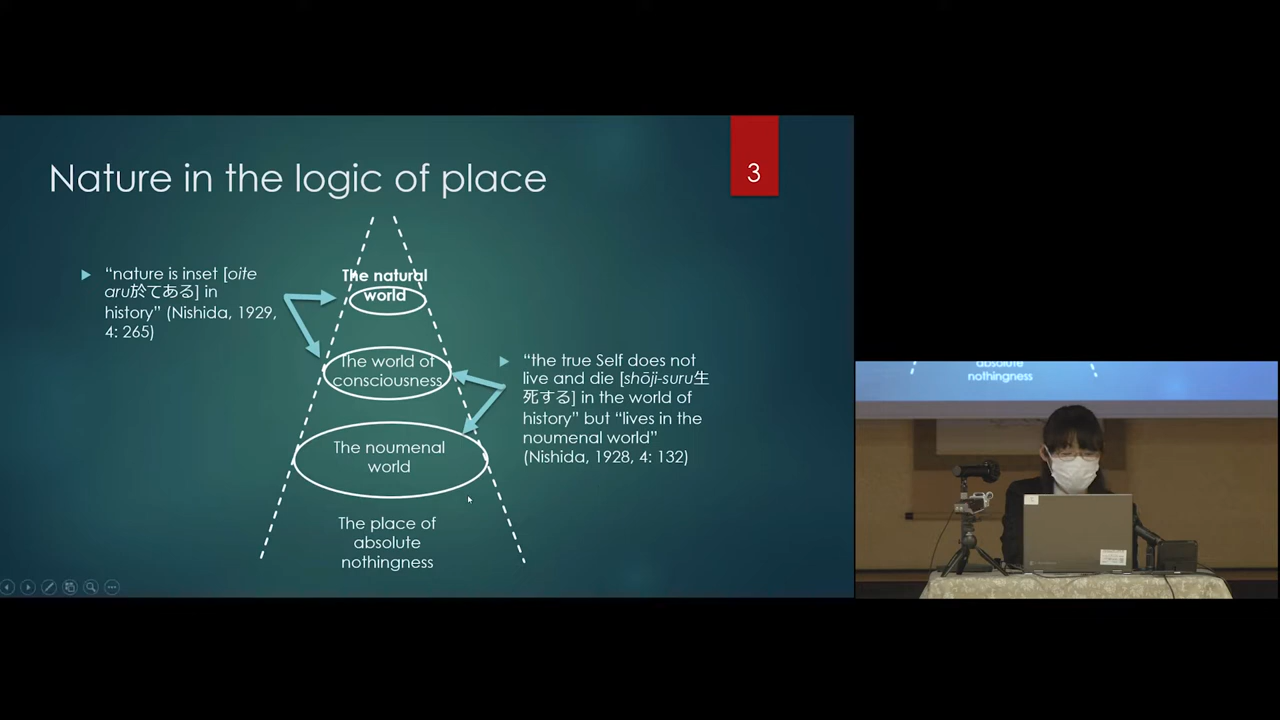 Nature in the logic of place
3
“nature is inset [oite
aru於てある] in
history” (Nishida, 1929,
4: 265)
The natural
world
The world of
consciousness
The noumenal
world
The place of
absolute
nothingness
“the true Self does not
live and die [shōji-suru生
死する] in the world of
history” but “lives in the
noumenal world”
(Nishida, 1928, 4: 132)
absolute
nothingness